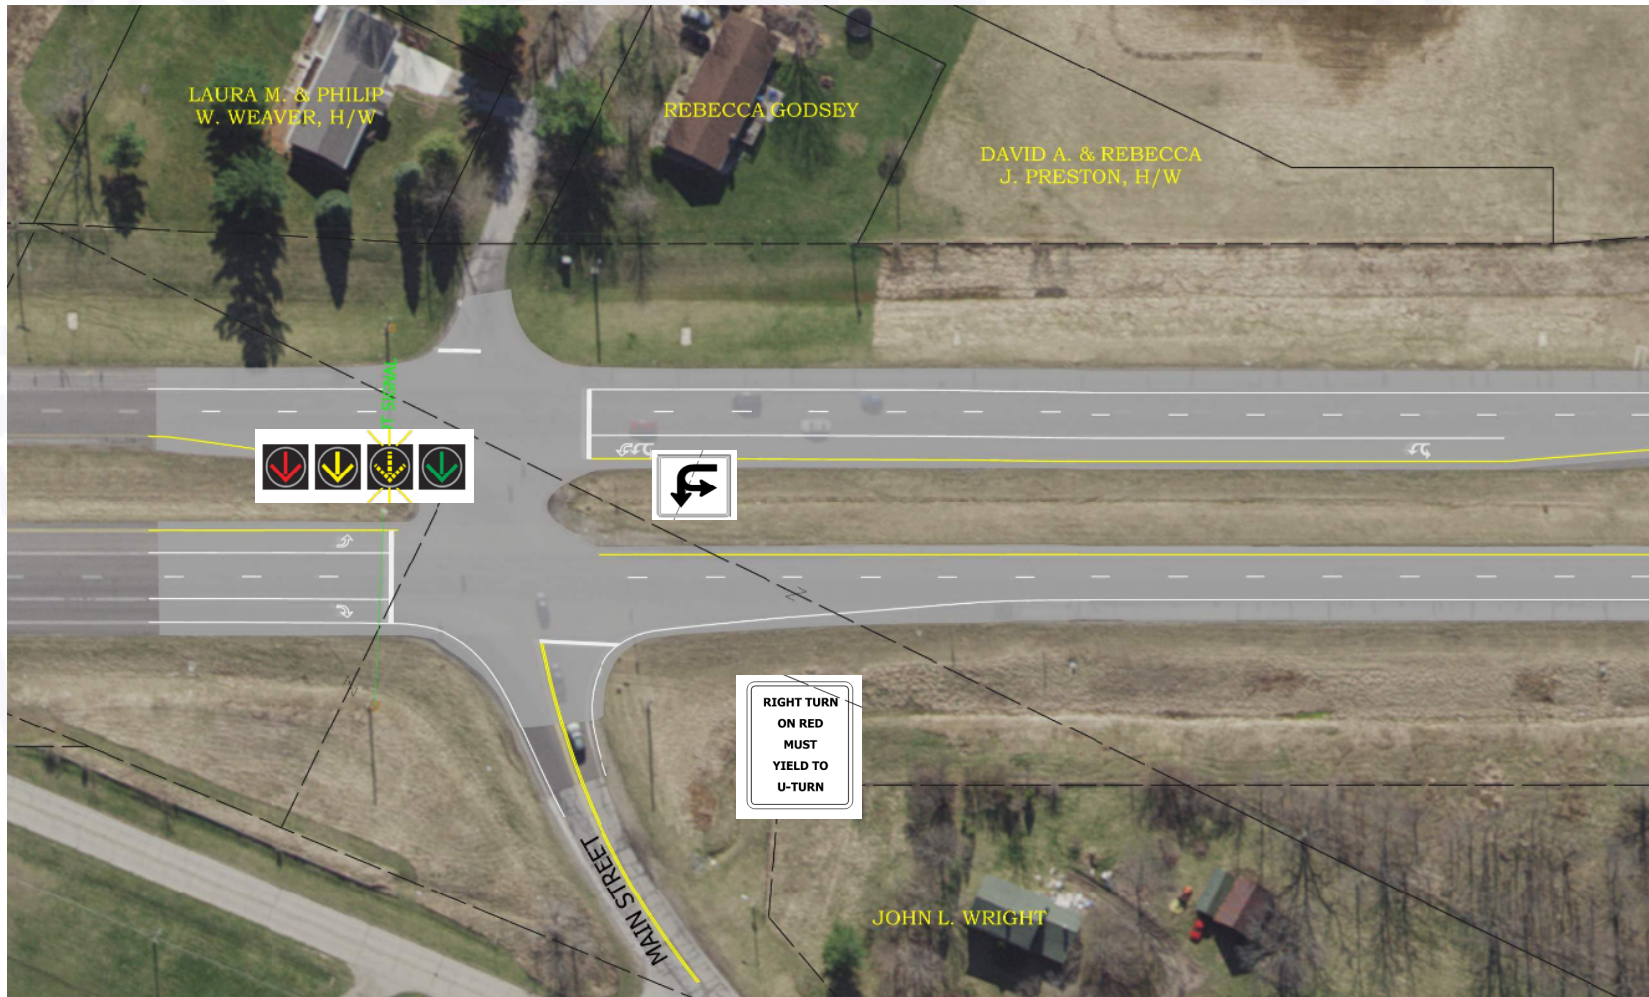 LAURA M. & PHILIP
W. WEAVER, H/W
REBECCA GODSEY
DAVID A. & REBECCA
J. PRESTON, H/W
RIGHT TURN
ON RED
MUST
YIELD TO
U-TURN
MAIN STREET
JOHN L. WRIGHT